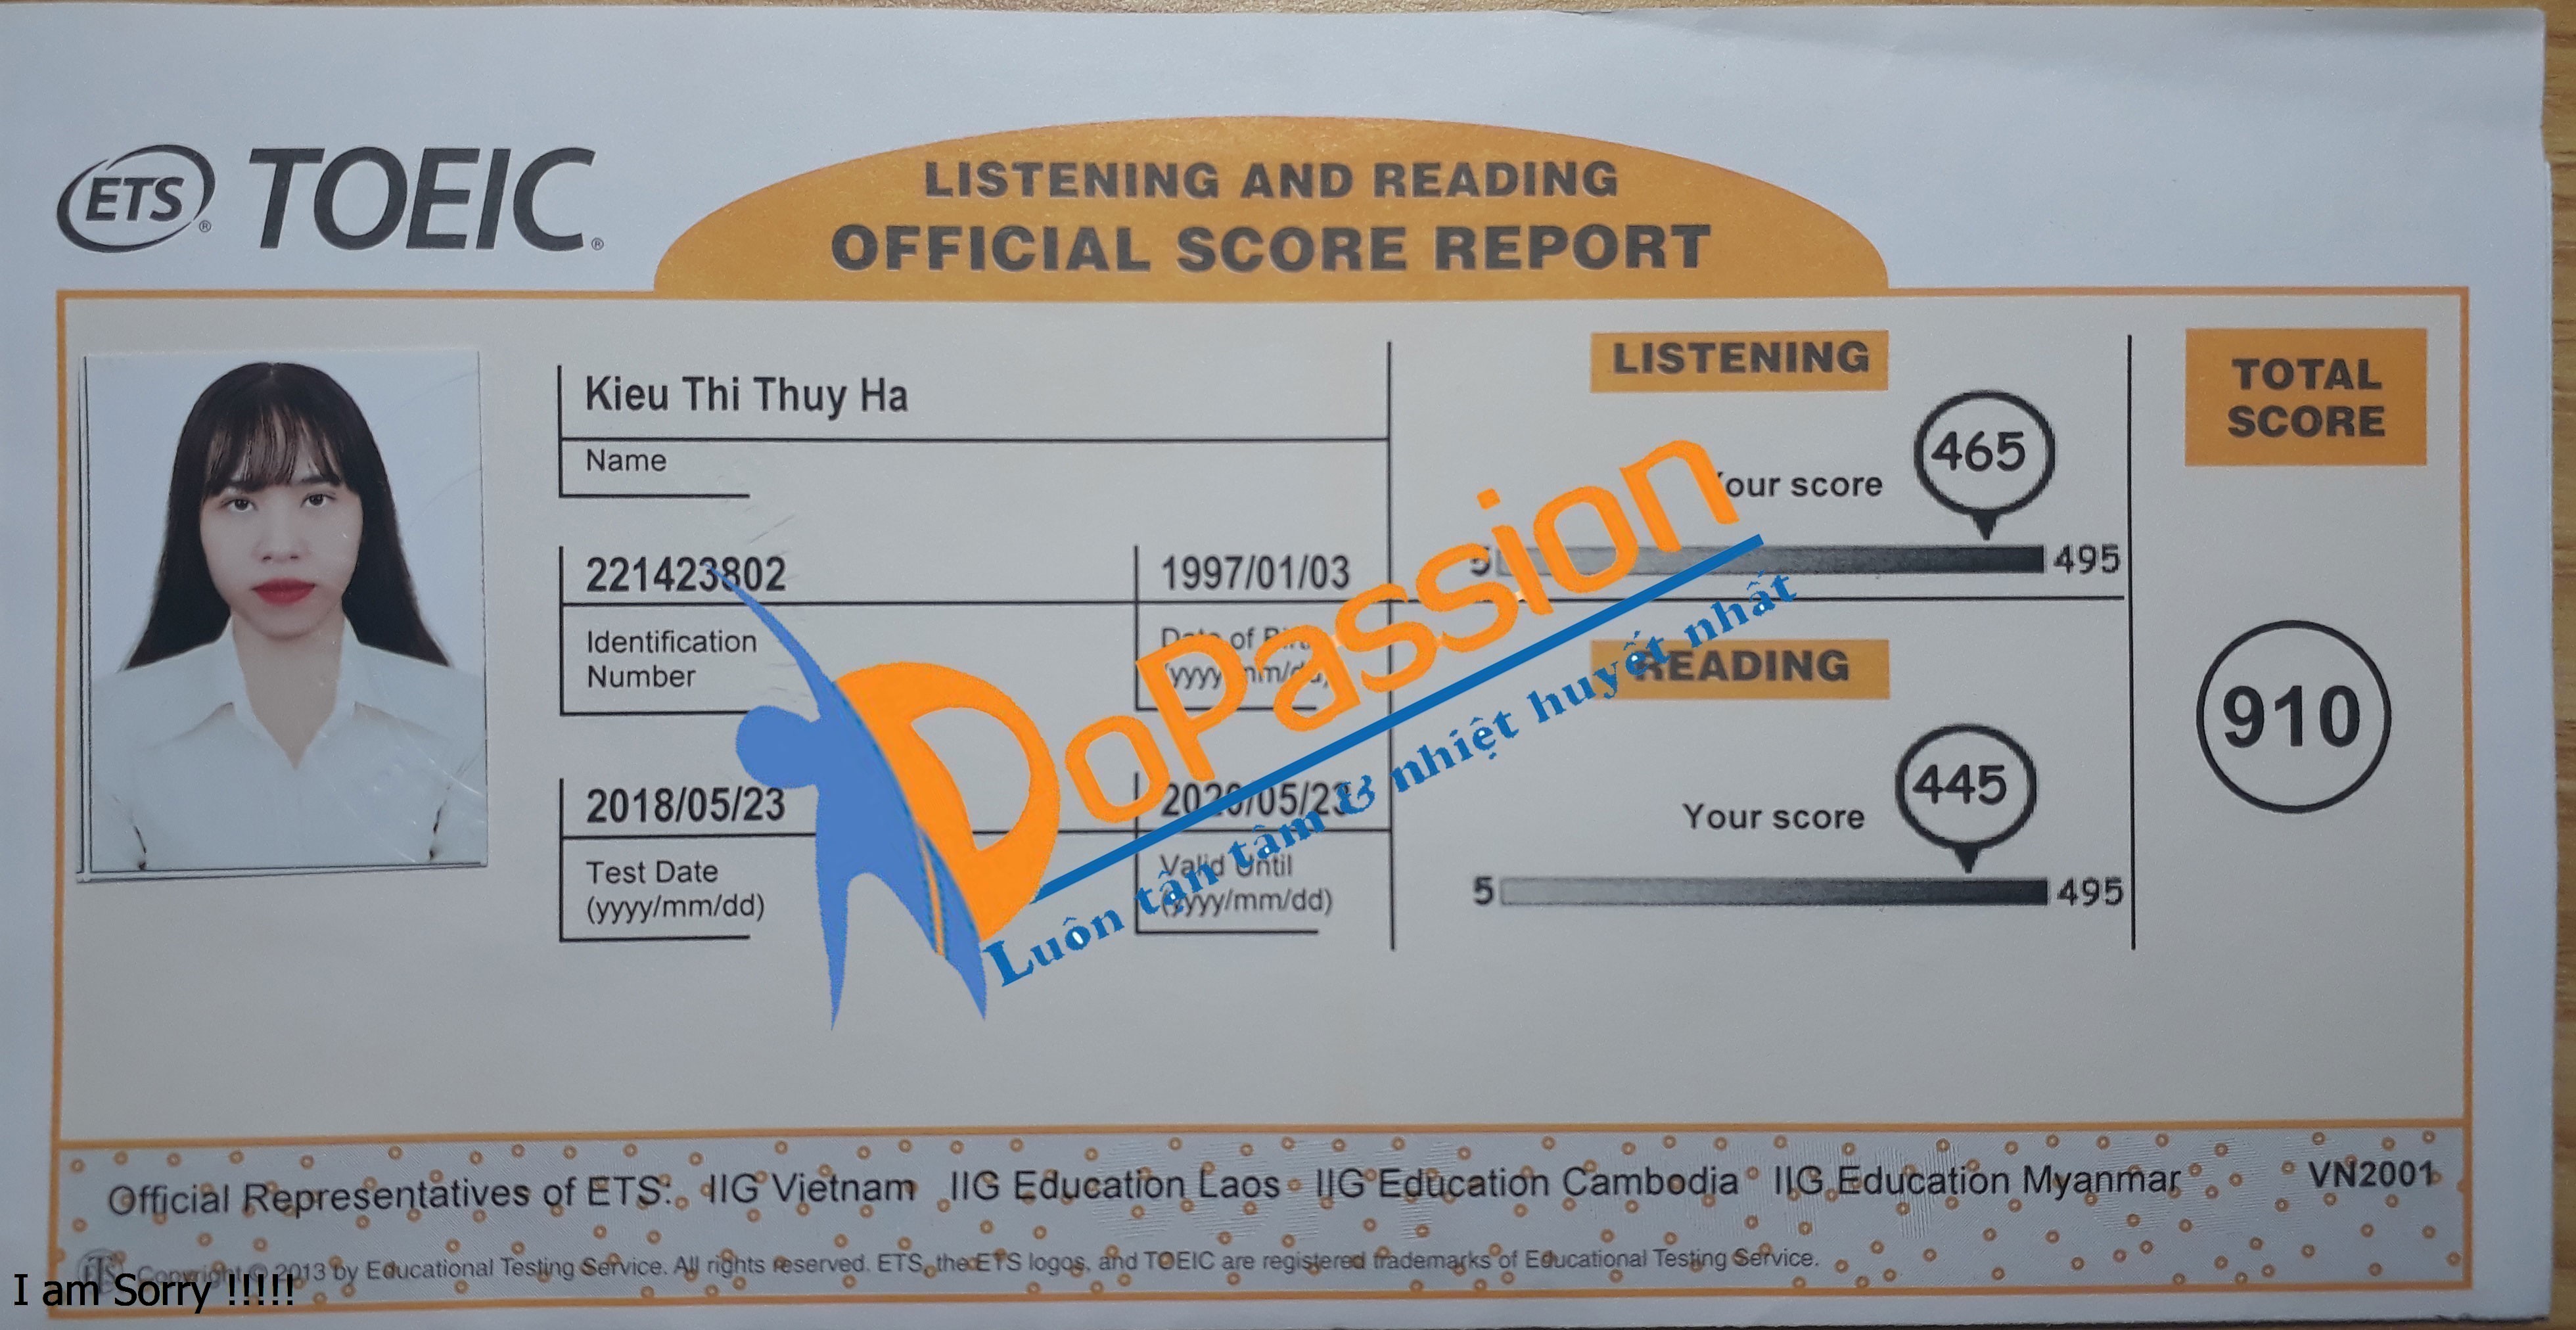 ETS® TOEIC®
LISTENING AND READING
OFFICIAL SCORE REPORT
Kieu Thi Thuy Ha
Name
221423802
Identification
Number
1997/01/03
Date of Birth
(yyyy/mm/dd)
2018/05/23
Test Date
(yyyy/mm/dd)
2020/05/23
Valid Until
(yyyy/mm/dd)
LISTENING
Your score
465
5
495
READING
Your score
445
5
495
TOTAL
SCORE
910
DoPassion
Luôn tận tâm & nhiệt huyết nhất
Official Representatives of ETS: IIG Vietnam IIG Education Laos IIG Education Cambodia IIG Education Myanmar
VN2001
Copyright © 2013 by Educational Testing Service. All rights reserved. ETS, the ETS logos, and TOEIC are registered trademarks of Educational Testing Service.
I am Sorry !!!!!